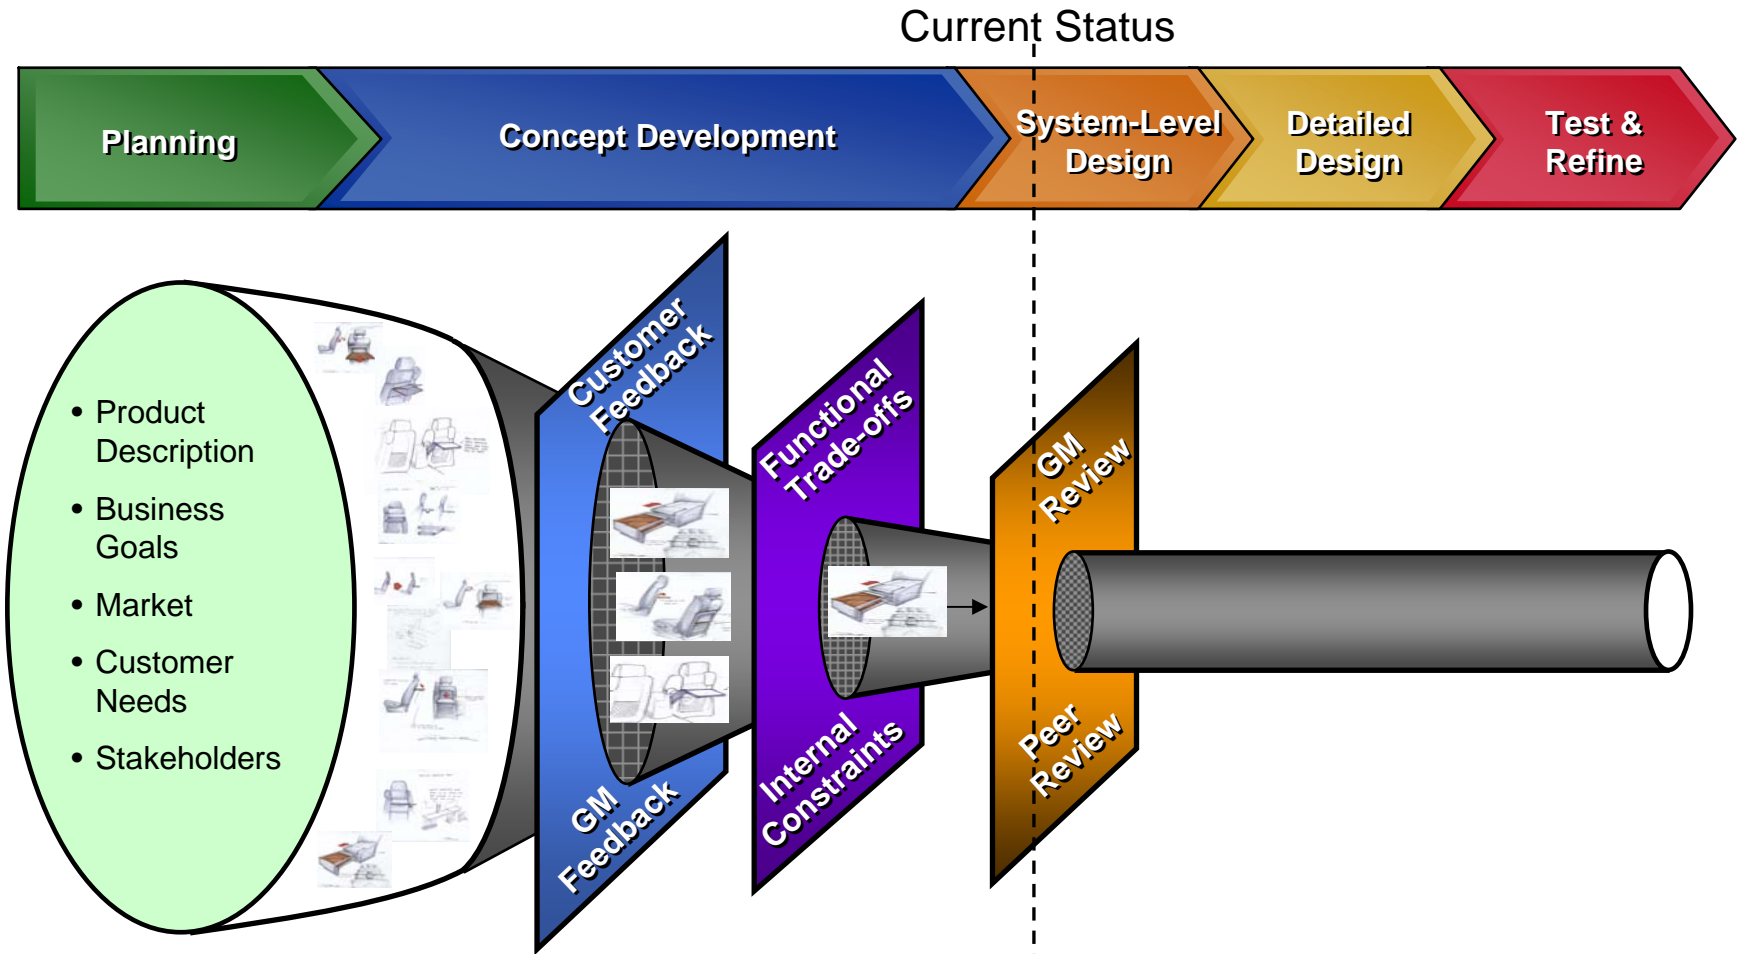 Current Status
Planning
Concept Development
System-Level
Design
Detailed
Design
Test &
Refine
• Product
Description
• Business
Goals
• Market
• Customer
Needs
• Stakeholders
Customer
Feedback
GM
Feedback
Functional
Trade-offs
Internal
Constraints
GM
Review
Peer
Review